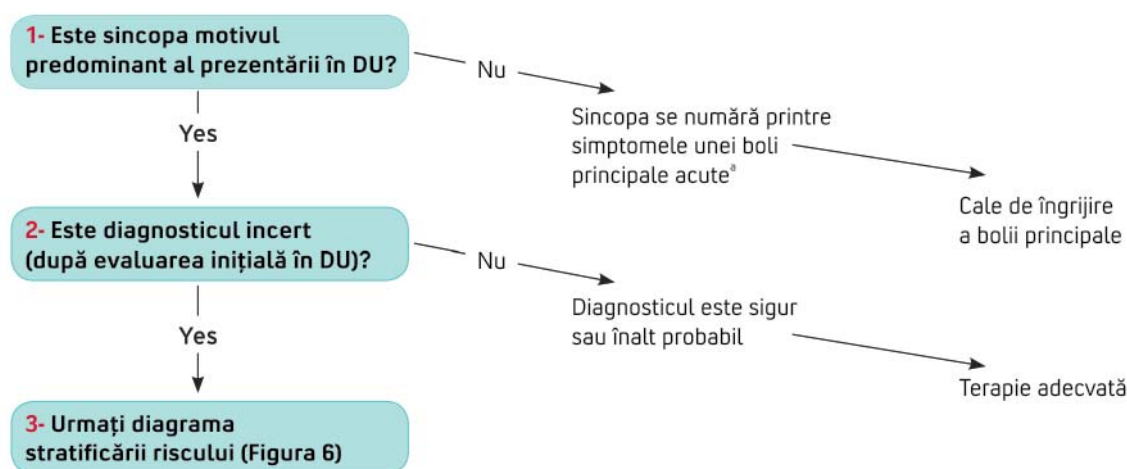 1- Este sincopa motivul
predominant al prezentării în DU?
Nu
Sincopa se numără printre
simptomele unei boli
principale acuteª
Cale de îngrijire
a bolii principale
Yes
2- Este diagnosticul incert
(după evaluarea inițială în DU)?
Nu
Diagnosticul este sigur
sau înalt probabil
Terapie adecvată
Yes
3- Urmați diagrama
stratificării riscului (Figura 6)